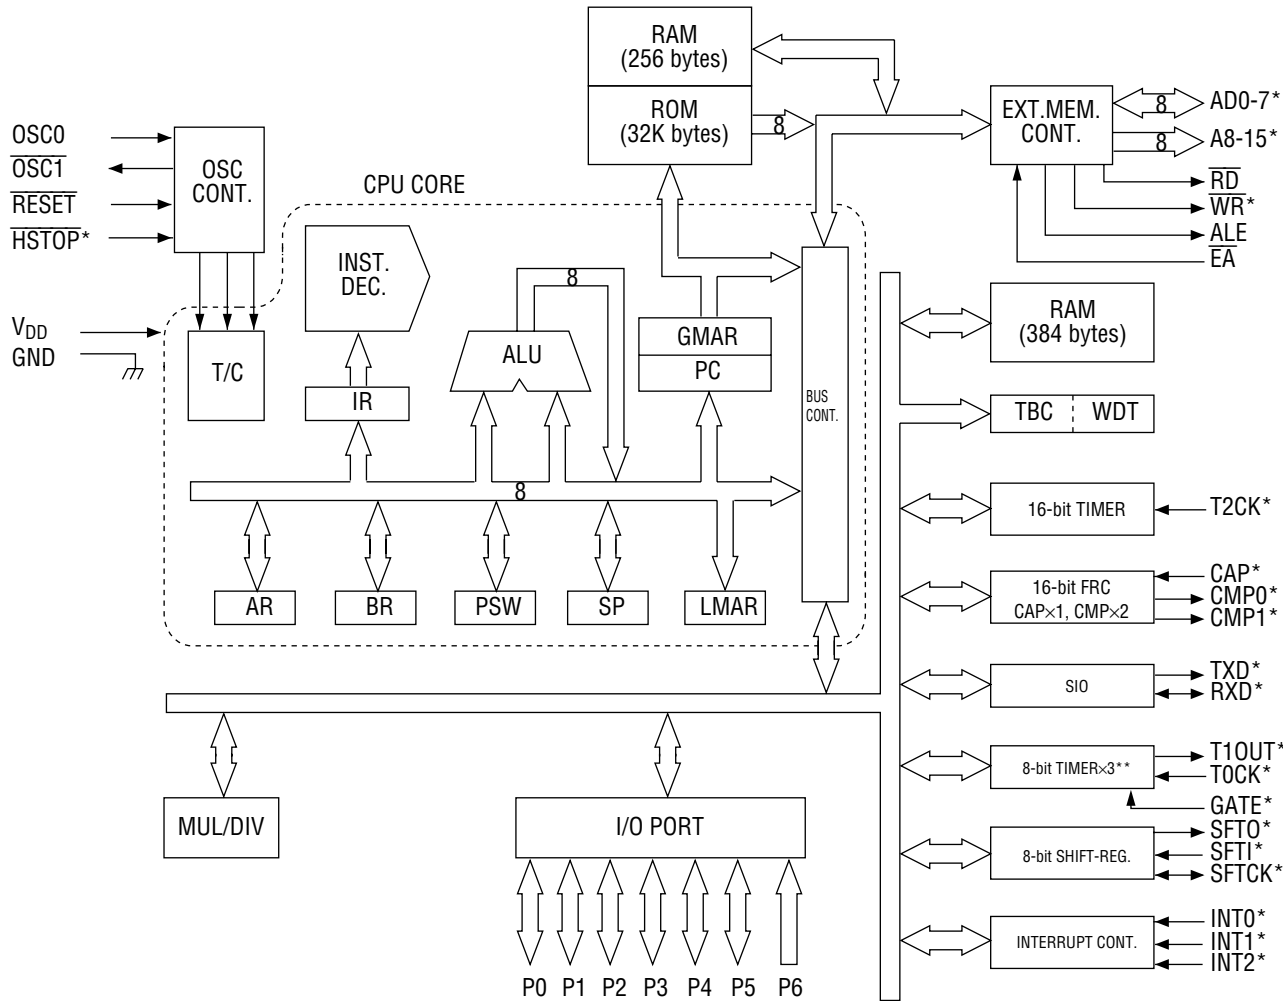 RAM
(256 bytes)
ROM
(32K bytes)
8
EXT.MEM.
CONT.
8
AD0-7*
8
A8-15*
RD
WR*
ALE
EA
OSC0
OSC1
RESET
HSTOP*
OSC
CONT.
CPU CORE
INST.
DEC.
8
VDD
GND
T/C
IR
ALU
GMAR
PC
BUS
CONT.
8
AR
BR
PSW
SP
LMAR
RAM
(384 bytes)
TBC
WDT
16-bit TIMER
T2CK*
16-bit FRC
CAP×1, CMP×2
CAP*
CMP0*
CMP1*
SIO
TXD*
RXD*
8-bit TIMER×3**
T1OUT*
T0CK*
GATE*
8-bit SHIFT-REG.
SFTO*
SFTI*
SFTCK*
INTERRUPT CONT.
INT0*
INT1*
INT2*
MUL/DIV
I/O PORT
P0 P1 P2 P3 P4 P5 P6